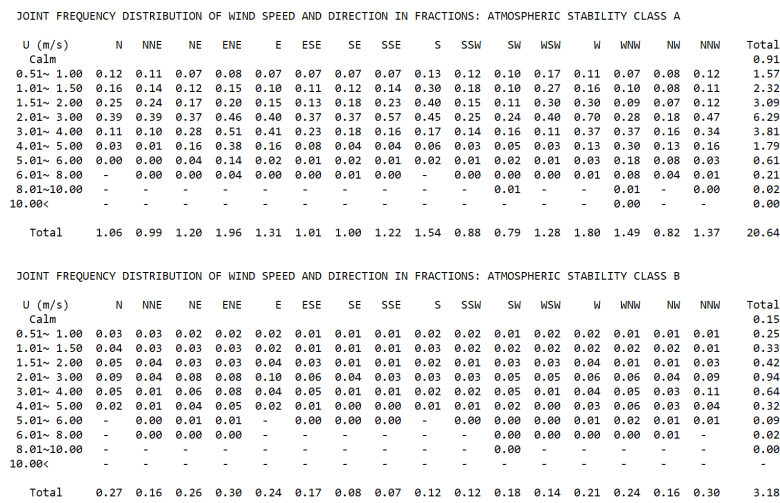 JOINT FREQUENCY DISTRIBUTION OF WIND SPEED AND DIRECTION IN FRACTIONS: ATMOSPHERIC STABILITY CLASS A
U (m/s) N NNE NE ENE E ESE SE SSE S SSW SW WSW W WNW NW NNW Total
Calm 0.91
0.51~ 1.00 0.12 0.11 0.07 0.08 0.07 0.07 0.07 0.07 0.13 0.12 0.10 0.17 0.11 0.07 0.08 0.12 1.57
1.01~ 1.50 0.16 0.14 0.12 0.15 0.10 0.11 0.12 0.14 0.30 0.18 0.10 0.27 0.16 0.10 0.08 0.11 2.32
1.51~ 2.00 0.25 0.24 0.17 0.20 0.15 0.13 0.18 0.23 0.40 0.15 0.11 0.30 0.30 0.09 0.07 0.12 3.09
2.01~ 3.00 0.39 0.39 0.37 0.46 0.40 0.37 0.37 0.57 0.45 0.25 0.24 0.40 0.70 0.28 0.18 0.47 6.29
3.01~ 4.00 0.11 0.10 0.28 0.51 0.41 0.23 0.18 0.16 0.17 0.14 0.16 0.11 0.37 0.37 0.16 0.34 3.81
4.01~ 5.00 0.03 0.01 0.16 0.38 0.16 0.08 0.04 0.04 0.06 0.03 0.05 0.03 0.13 0.30 0.13 0.16 1.79
5.01~ 6.00 0.00 0.00 0.04 0.14 0.02 0.01 0.02 0.01 0.02 0.01 0.02 0.01 0.03 0.18 0.08 0.03 0.61
6.01~ 8.00 - 0.00 0.00 0.04 0.00 0.00 0.01 0.00 - 0.00 0.00 0.00 0.01 0.08 0.04 0.01 0.21
8.01~10.00 - - - - - - - - - - 0.01 - - 0.01 - 0.00 0.02
10.00< - - - - - - - - - - - - - 0.00 - - 0.00
Total 1.06 0.99 1.20 1.96 1.31 1.01 1.00 1.22 1.54 0.88 0.79 1.28 1.80 1.49 0.82 1.37 20.64
JOINT FREQUENCY DISTRIBUTION OF WIND SPEED AND DIRECTION IN FRACTIONS: ATMOSPHERIC STABILITY CLASS B
U (m/s) N NNE NE ENE E ESE SE SSE S SSW SW WSW W WNW NW NNW Total
Calm 0.15
0.51~ 1.00 0.03 0.03 0.02 0.02 0.02 0.01 0.01 0.01 0.02 0.02 0.01 0.02 0.02 0.01 0.01 0.01 0.25
1.01~ 1.50 0.04 0.03 0.03 0.03 0.02 0.01 0.01 0.01 0.03 0.02 0.02 0.02 0.02 0.02 0.02 0.01 0.33
1.51~ 2.00 0.05 0.04 0.03 0.03 0.04 0.03 0.01 0.01 0.02 0.01 0.03 0.03 0.04 0.01 0.01 0.03 0.42
2.01~ 3.00 0.09 0.04 0.08 0.08 0.10 0.06 0.04 0.03 0.03 0.03 0.05 0.05 0.06 0.06 0.04 0.09 0.94
3.01~ 4.00 0.05 0.01 0.06 0.08 0.04 0.05 0.01 0.01 0.02 0.02 0.05 0.01 0.04 0.05 0.03 0.11 0.64
4.01~ 5.00 0.02 0.01 0.04 0.05 0.02 0.01 0.00 0.00 0.01 0.01 0.02 0.00 0.03 0.06 0.03 0.04 0.32
5.01~ 6.00 - 0.00 0.01 0.01 - 0.00 0.00 0.00 - 0.00 0.00 0.00 0.01 0.02 0.01 0.01 0.09
6.01~ 8.00 - 0.00 0.00 0.00 - - - - - - 0.00 0.00 0.00 0.00 0.01 - 0.02
8.01~10.00 - - - - - - - - - - 0.00 - - - - - 0.00
10.00< - - - - - - - - - - - - - - - - -
Total 0.27 0.16 0.26 0.30 0.24 0.17 0.08 0.07 0.12 0.12 0.18 0.14 0.21 0.24 0.16 0.30 3.18